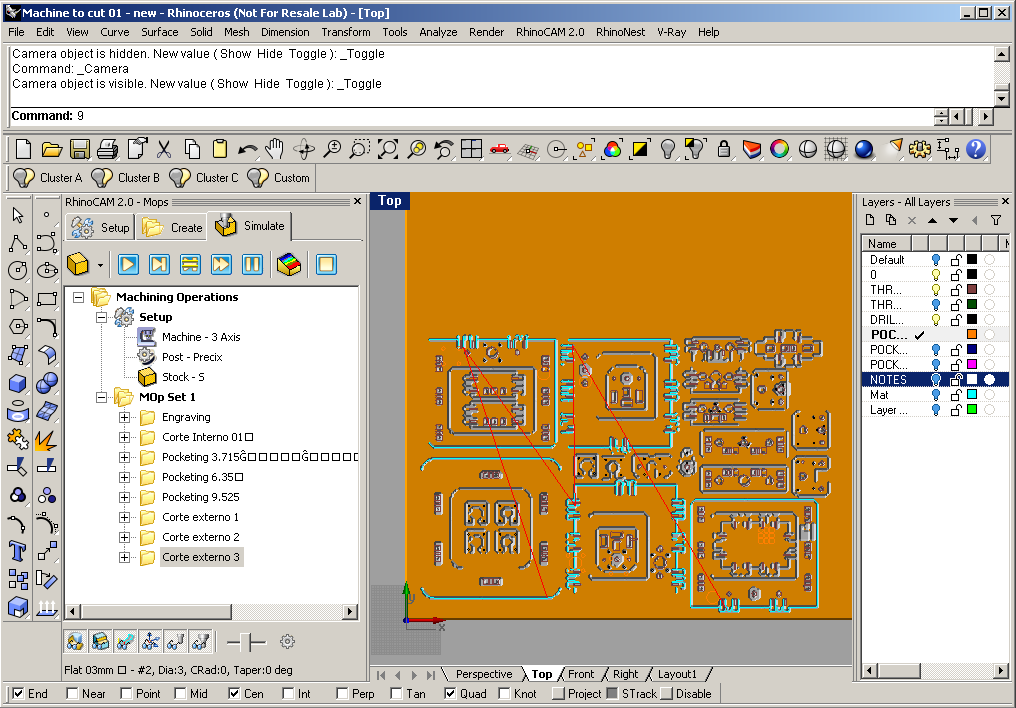 Machine to cut 01 - new - Rhinoceros (Not For Resale Lab) - [Top]
File Edit View Curve Surface Solid Mesh Dimension Transform Tools Analyze Render RhinoCAM 2.0 RhinoNest V-Ray Help
Camera object is hidden. New value ( Show Hide Toggle ): _Toggle
Command: _Camera
Camera object is visible. New value ( Show Hide Toggle ): _Toggle
Command: 9
Cluster A Cluster B Cluster C Custom
RhinoCAM 2.0 - Mops
Setup Create Simulate
Machining Operations
Setup
Machine - 3 Axis
Post - Precix
Stock - S
MOp Set 1
Engraving
Corte Interno 01□
Pocketing 3.715Ĝ□□□□□Ĝ□□□□□
Pocketing 6.35□
Pocketing 9.525
Corte externo 1
Corte externo 2
Corte externo 3
Flat 03mm □ - #2, Dia:3, CRad:0, Taper:0 deg
Top
y
x
Perspective Top Front Right Layout1
Layers - All Layers
Name
Default
0
THR...
THR...
DRIL...
POC...
POCK...
POCK...
NOTES
Mat
Layer ...
End Near Point Mid Cen Int Perp Tan Quad Knot Project STrack Disable